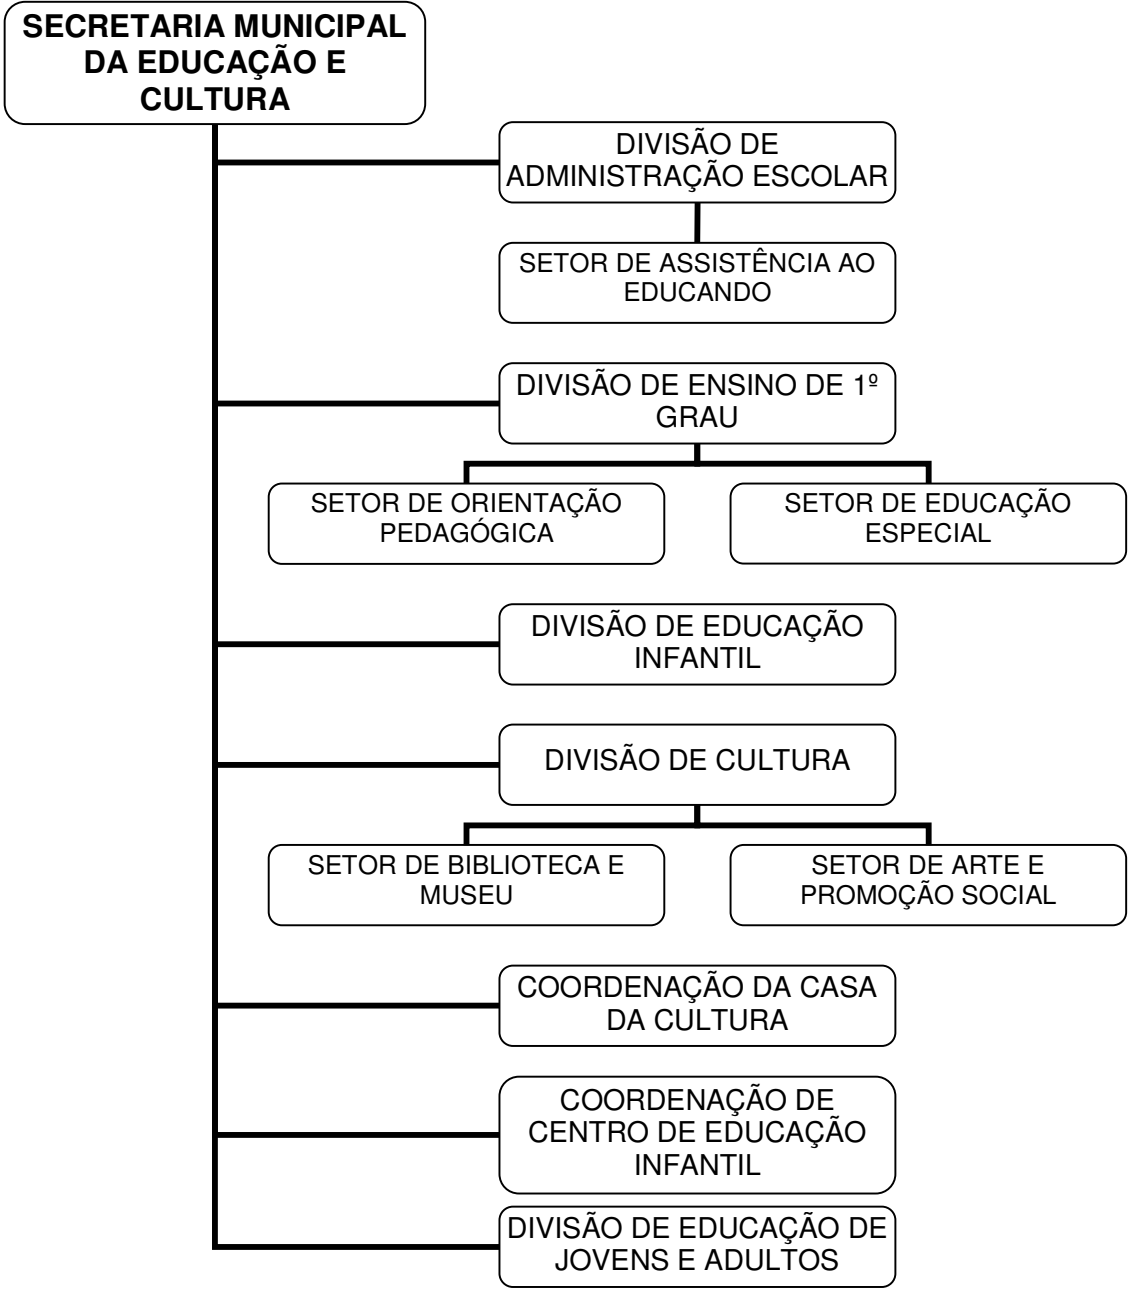 SECRETARIA MUNICIPAL
DA EDUCAÇÃO E
CULTURA
DIVISÃO DE
ADMINISTRAÇÃO ESCOLAR
SETOR DE ASSISTÊNCIA AO
EDUCANDO
DIVISÃO DE ENSINO DE 1º
GRAU
SETOR DE ORIENTAÇÃO
PEDAGÓGICA
SETOR DE EDUCAÇÃO
ESPECIAL
DIVISÃO DE EDUCAÇÃO
INFANTIL
DIVISÃO DE CULTURA
SETOR DE BIBLIOTECA E
MUSEU
SETOR DE ARTE E
PROMOÇÃO SOCIAL
COORDENAÇÃO DA CASA
DA CULTURA
COORDENAÇÃO DE
CENTRO DE EDUCAÇÃO
INFANTIL
DIVISÃO DE EDUCAÇÃO DE
JOVENS E ADULTOS